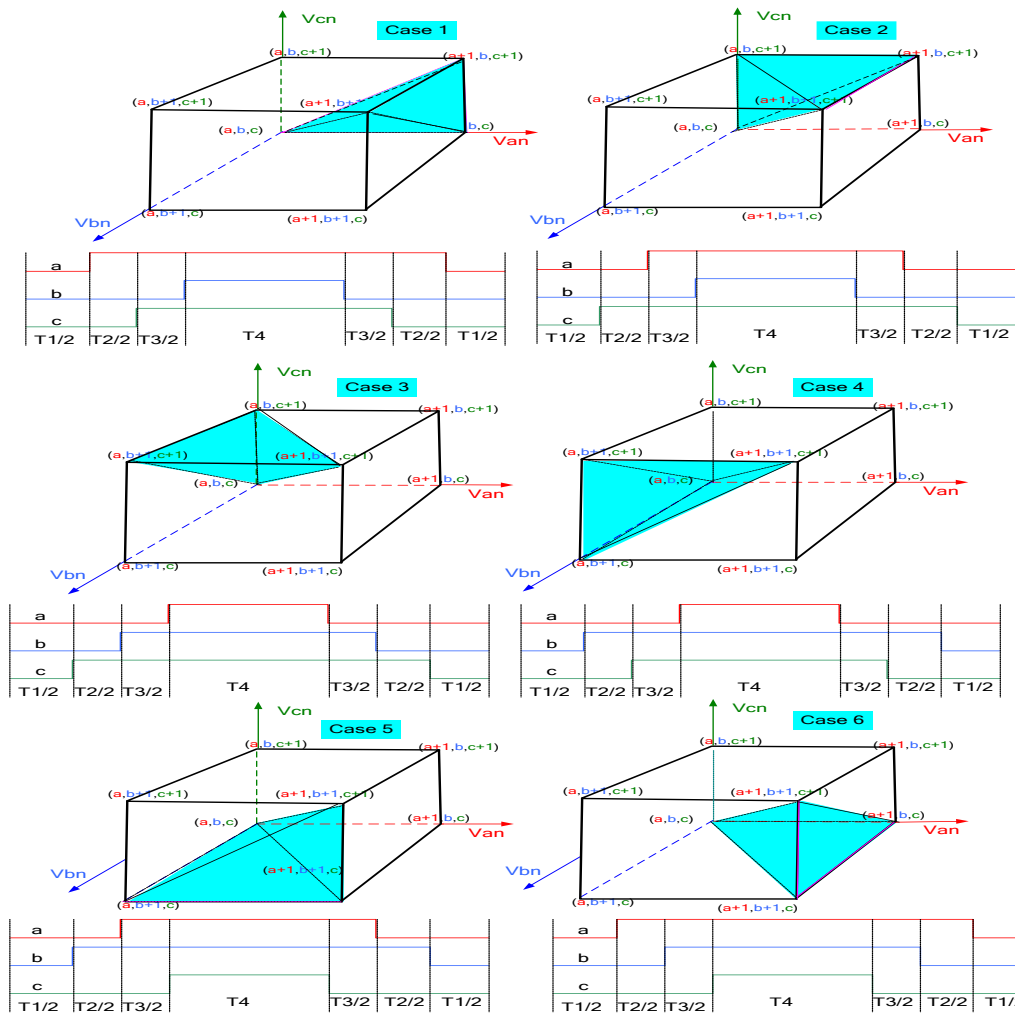 Vcn
Case 1
(a,b,c+1)
(a+1,b,c+1)
(a,b+1,c+1)
(a+1,b+
(a,b,c)
b,c)
Van
Vbn
(a,b+1,c)
(a+1,b+1,c)
a
b
c
T1/2 T2/2 T3/2 T4 T3/2 T2/2 T1/2
Vcn
Case 2
(a,b,c+1)
(a+1,b,c+1)
(a,b+1,c+1)
(a+1,b+1,c+1)
(a,b,c)
(a+1,b,c)
Van
Vbn
(a,b+1,c)
(a+1,b+1,c)
a
b
c
T1/2 T2/2 T3/2 T4 T3/2 T2/2 T1/2
Vcn
Case 3
(a,b,c+1)
(a+1,b,c+1)
(a,b+1,c+1)
(a+1,b+1,c+1)
(a,b,c)
(a+1,b,c)
Van
Vbn
(a,b+1,c)
(a+1,b+1,c)
a
b
c
T1/2 T2/2 T3/2 T4 T3/2 T2/2 T1/2
Vcn
Case 4
(a,b,c+1)
(a+1,b,c+1)
(a,b+1,c+1)
(a+1,b+1,c+1)
(a,b,c)
(a+1,b,c)
Van
Vbn
(a,b+1,c)
(a+1,b+1,c)
a
b
c
T1/2 T2/2 T3/2 T4 T3/2 T2/2 T1/2
Vcn
Case 5
(a,b,c+1)
(a+1,b,c+1)
(a,b+1,c+1)
(a+1,b+1,c+1)
(a,b,c)
(a+1,b,c)
Van
Vbn
(a+1,b+1,c)
(a,b+1,c)
a
b
c
T1/2 T2/2 T3/2 T4 T3/2 T2/2 T1/2
Vcn
Case 6
(a,b,c+1)
(a+1,b,c+1)
(a,b+1,c+1)
(a+1,b+1,c+1)
(a,b,c)
(a+1,b,c)
Van
Vbn
(a,b+1,c)
(a+1,b+1,c)
a
b
c
T1/2 T2/2 T3/2 T4 T3/2 T2/2 T1/